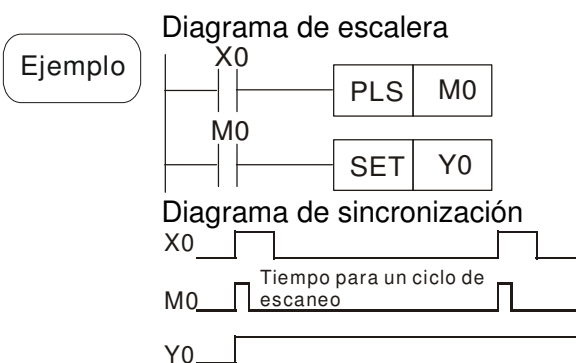 Diagrama de escalera
Ejemplo
X0
PLS M0
M0
SET Y0
Diagrama de sincronización
X0
Tiempo para un ciclo de
M0 escaneo
Y0